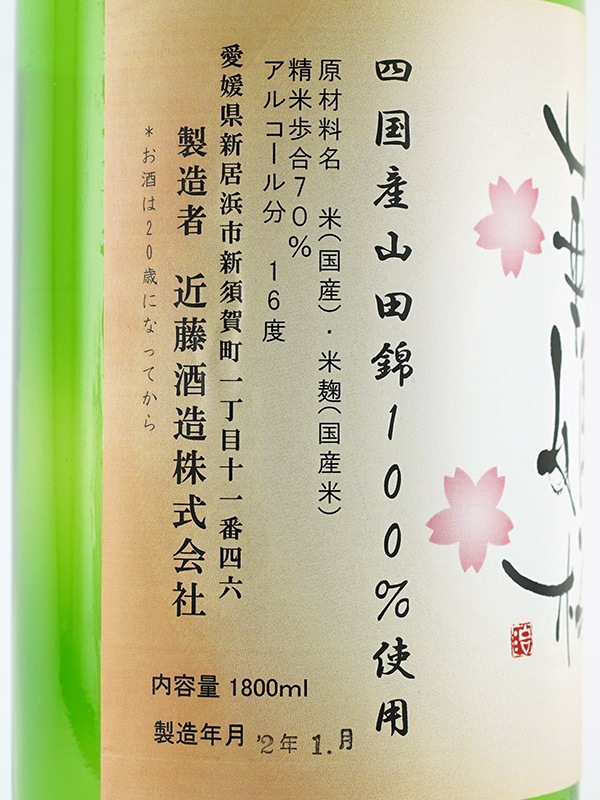 四国産山田錦100%使用
原材料名 米(国産)・米麹(国産米)
精米歩合70%
アルコール分 16度
愛媛県新居浜市新須賀町一丁目十一番四六
製造者 近藤酒造株式会社
*お酒は20歳になってから
内容量 1800ml
製造年月 '2年 1.月